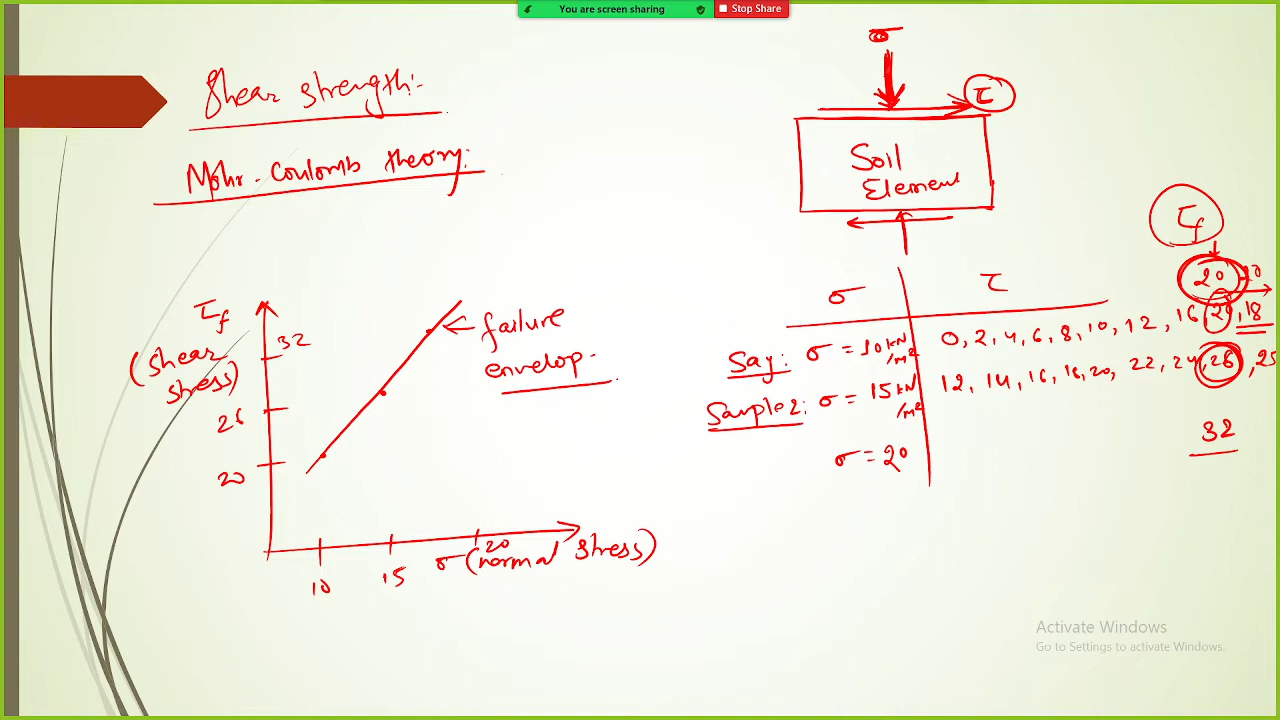 You are screen sharing
Stop Share
Shear strength:-
Mohr-Coulomb theory:
σ
τ
Soil
Element
τf
(shear
stress)
32
26
20
10
15
20
σ (normal stress)
← failure
envelop.
σ
τ
τf
20
Say: σ = 10 kN/m²
0, 2, 4, 6, 8, 10, 12, 16, 20, 18
Sample 2: σ = 15 kN/m²
12, 14, 16, 18, 20, 22, 24, 26, 25
σ = 20
32
Activate Windows
Go to Settings to activate Windows.